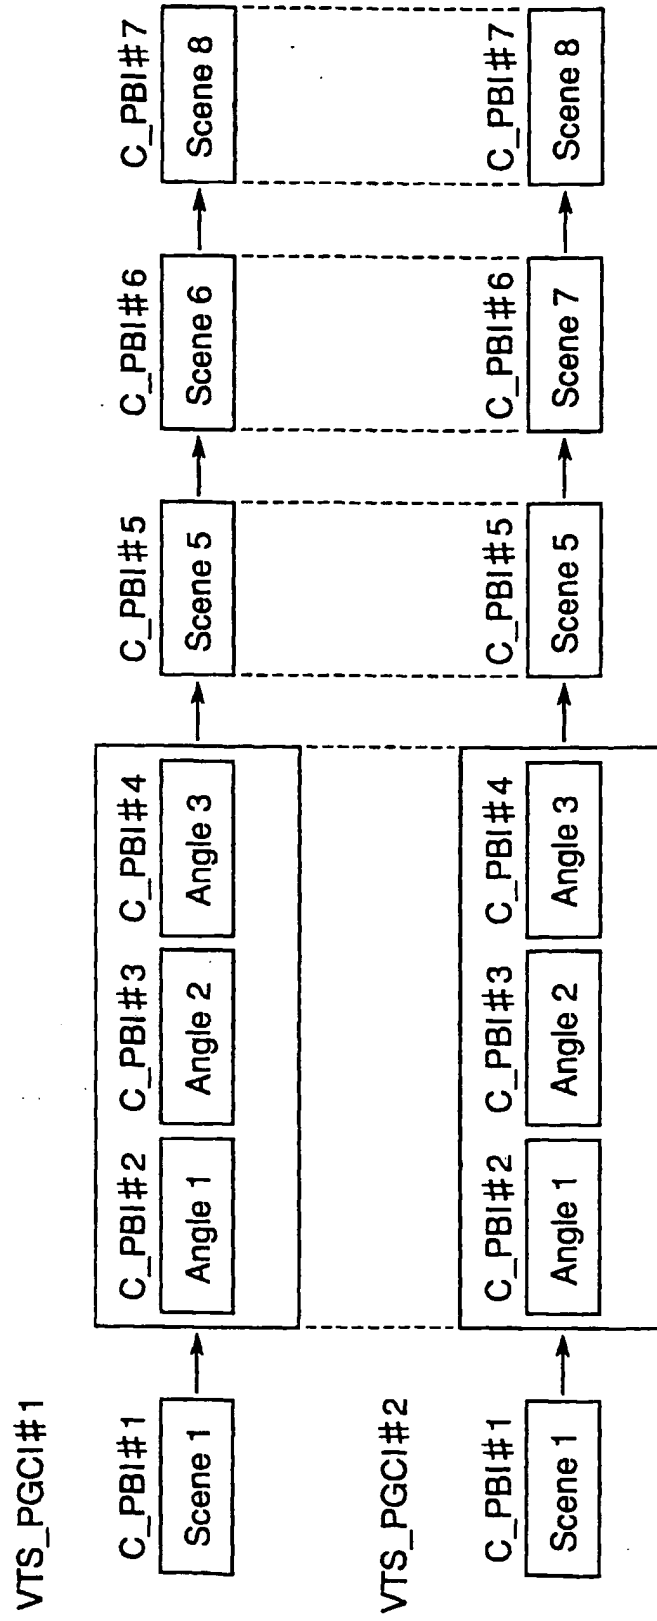 VTS_PGCI#1
C_PBI#1
Scene 1
C_PBI#2
Angle 1
C_PBI#3
Angle 2
C_PBI#4
Angle 3
C_PBI#5
Scene 5
C_PBI#6
Scene 6
C_PBI#7
Scene 8
VTS_PGCI#2
C_PBI#1
Scene 1
C_PBI#2
Angle 1
C_PBI#3
Angle 2
C_PBI#4
Angle 3
C_PBI#5
Scene 5
C_PBI#6
Scene 7
C_PBI#7
Scene 8